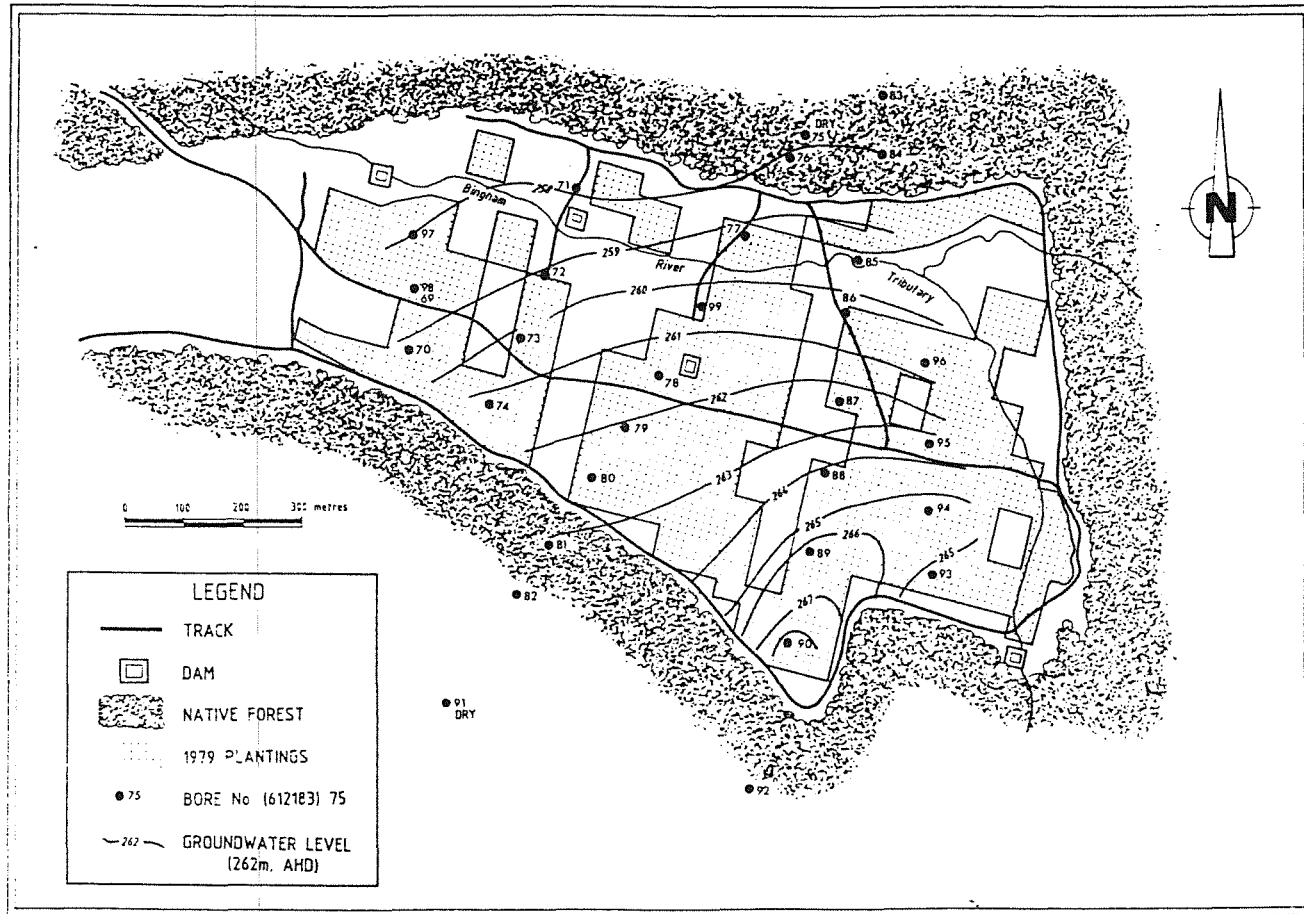 83
DRY
75
76
84
N
71
258
Bingham
97
77
259
River
85
Tributary
72
98
69
260
99
86
73
261
70
96
78
74
262
87
79
95
263
88
80
264
94
265
266
81
89
265
93
82
267
90
0 100 200 300 metres
91
DRY
92
LEGEND
TRACK
DAM
NATIVE FOREST
1979 PLANTINGS
75 BORE No (612183) 75
262 GROUNDWATER LEVEL
(262m, AHD)